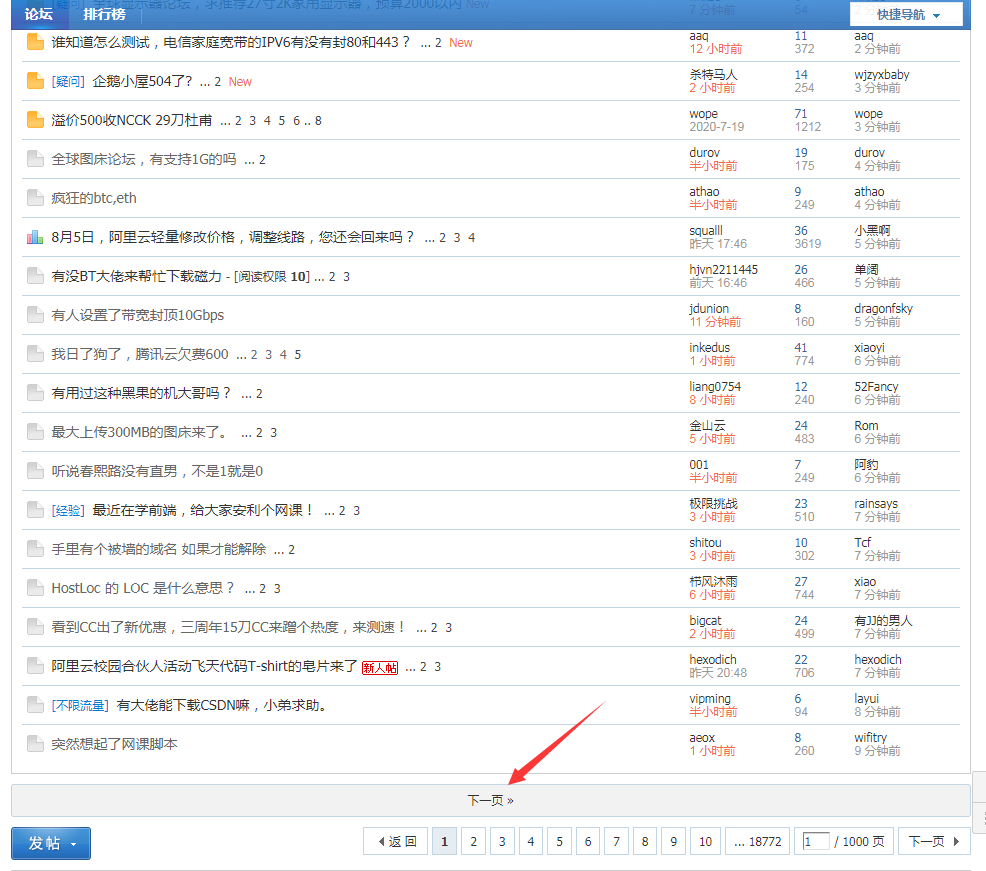 论坛 排行榜 快捷导航
谁知道怎么测试，电信家庭宽带的IPV6有没有封80和443？ ... 2 New aaq 11 aaq
12 小时前 372 2 分钟前
[疑问] 企鹅小屋504了? ... 2 New 杀特马人 14 wjzyxbaby
2 小时前 254 3 分钟前
溢价500收NCCK 29刀杜甫 ... 2 3 4 5 6 .. 8 wope 71 wope
2020-7-19 1212 3 分钟前
全球图床论坛，有支持1G的吗 ... 2 durov 19 durov
半小时前 175 4 分钟前
疯狂的btc,eth athao 9 athao
半小时前 249 4 分钟前
8月5日，阿里云轻量修改价格，调整线路，您还会回来吗？ ... 2 3 4 squalll 36 小黑啊
昨天 17:46 3619 5 分钟前
有没BT大佬来帮忙下载磁力 - [阅读权限 10] ... 2 3 hjvn2211445 26 单阔
前天 16:46 466 5 分钟前
有人设置了带宽封顶10Gbps jdunion 8 dragonfsky
11 分钟前 160 5 分钟前
我日了狗了，腾讯云欠费600 ... 2 3 4 5 inkedus 41 xiaoyi
1 小时前 774 6 分钟前
有用过这种黑果的机大哥吗？ ... 2 liang0754 12 52Fancy
8 小时前 240 6 分钟前
最大上传300MB的图床来了。 ... 2 3 金山云 24 Rom
5 小时前 483 6 分钟前
听说春熙路没有直男，不是1就是0 001 7 阿豹
半小时前 249 6 分钟前
[经验] 最近在学前端，给大家安利个网课！ ... 2 3 极限挑战 23 rainsays
3 小时前 510 7 分钟前
手里有个被墙的域名 如果才能解除 ... 2 shitou 10 Tcf
3 小时前 302 7 分钟前
HostLoc 的 LOC 是什么意思？ ... 2 3 栉风沐雨 27 xiao
6 小时前 744 7 分钟前
看到CC出了新优惠，三周年15刀CC来蹭个热度，来测速！ ... 2 3 bigcat 24 有JJ的男人
2 小时前 499 7 分钟前
阿里云校园合伙人活动飞天代码T-shirt的皂片来了 新人帖 ... 2 3 hexodich 22 hexodich
昨天 20:48 706 7 分钟前
[不限流量] 有大佬能下载CSDN嘛，小弟求助。 vipming 6 layui
半小时前 94 8 分钟前
突然想起了网课脚本 aeox 8 wifitry
1 小时前 260 9 分钟前
下一页 »
发帖 返回 1 2 3 4 5 6 7 8 9 10 ... 18772 1 / 1000 页 下一页